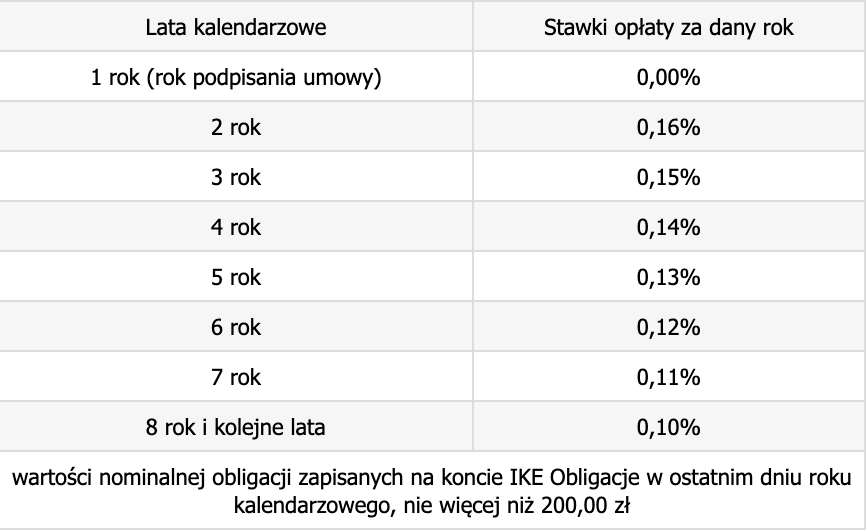 Lata kalendarzowe Stawki opłaty za dany rok
1 rok (rok podpisania umowy) 0,00%
2 rok 0,16%
3 rok 0,15%
4 rok 0,14%
5 rok 0,13%
6 rok 0,12%
7 rok 0,11%
8 rok i kolejne lata 0,10%
wartości nominalnej obligacji zapisanych na koncie IKE Obligacje w ostatnim dniu roku
kalendarzowego, nie więcej niż 200,00 zł